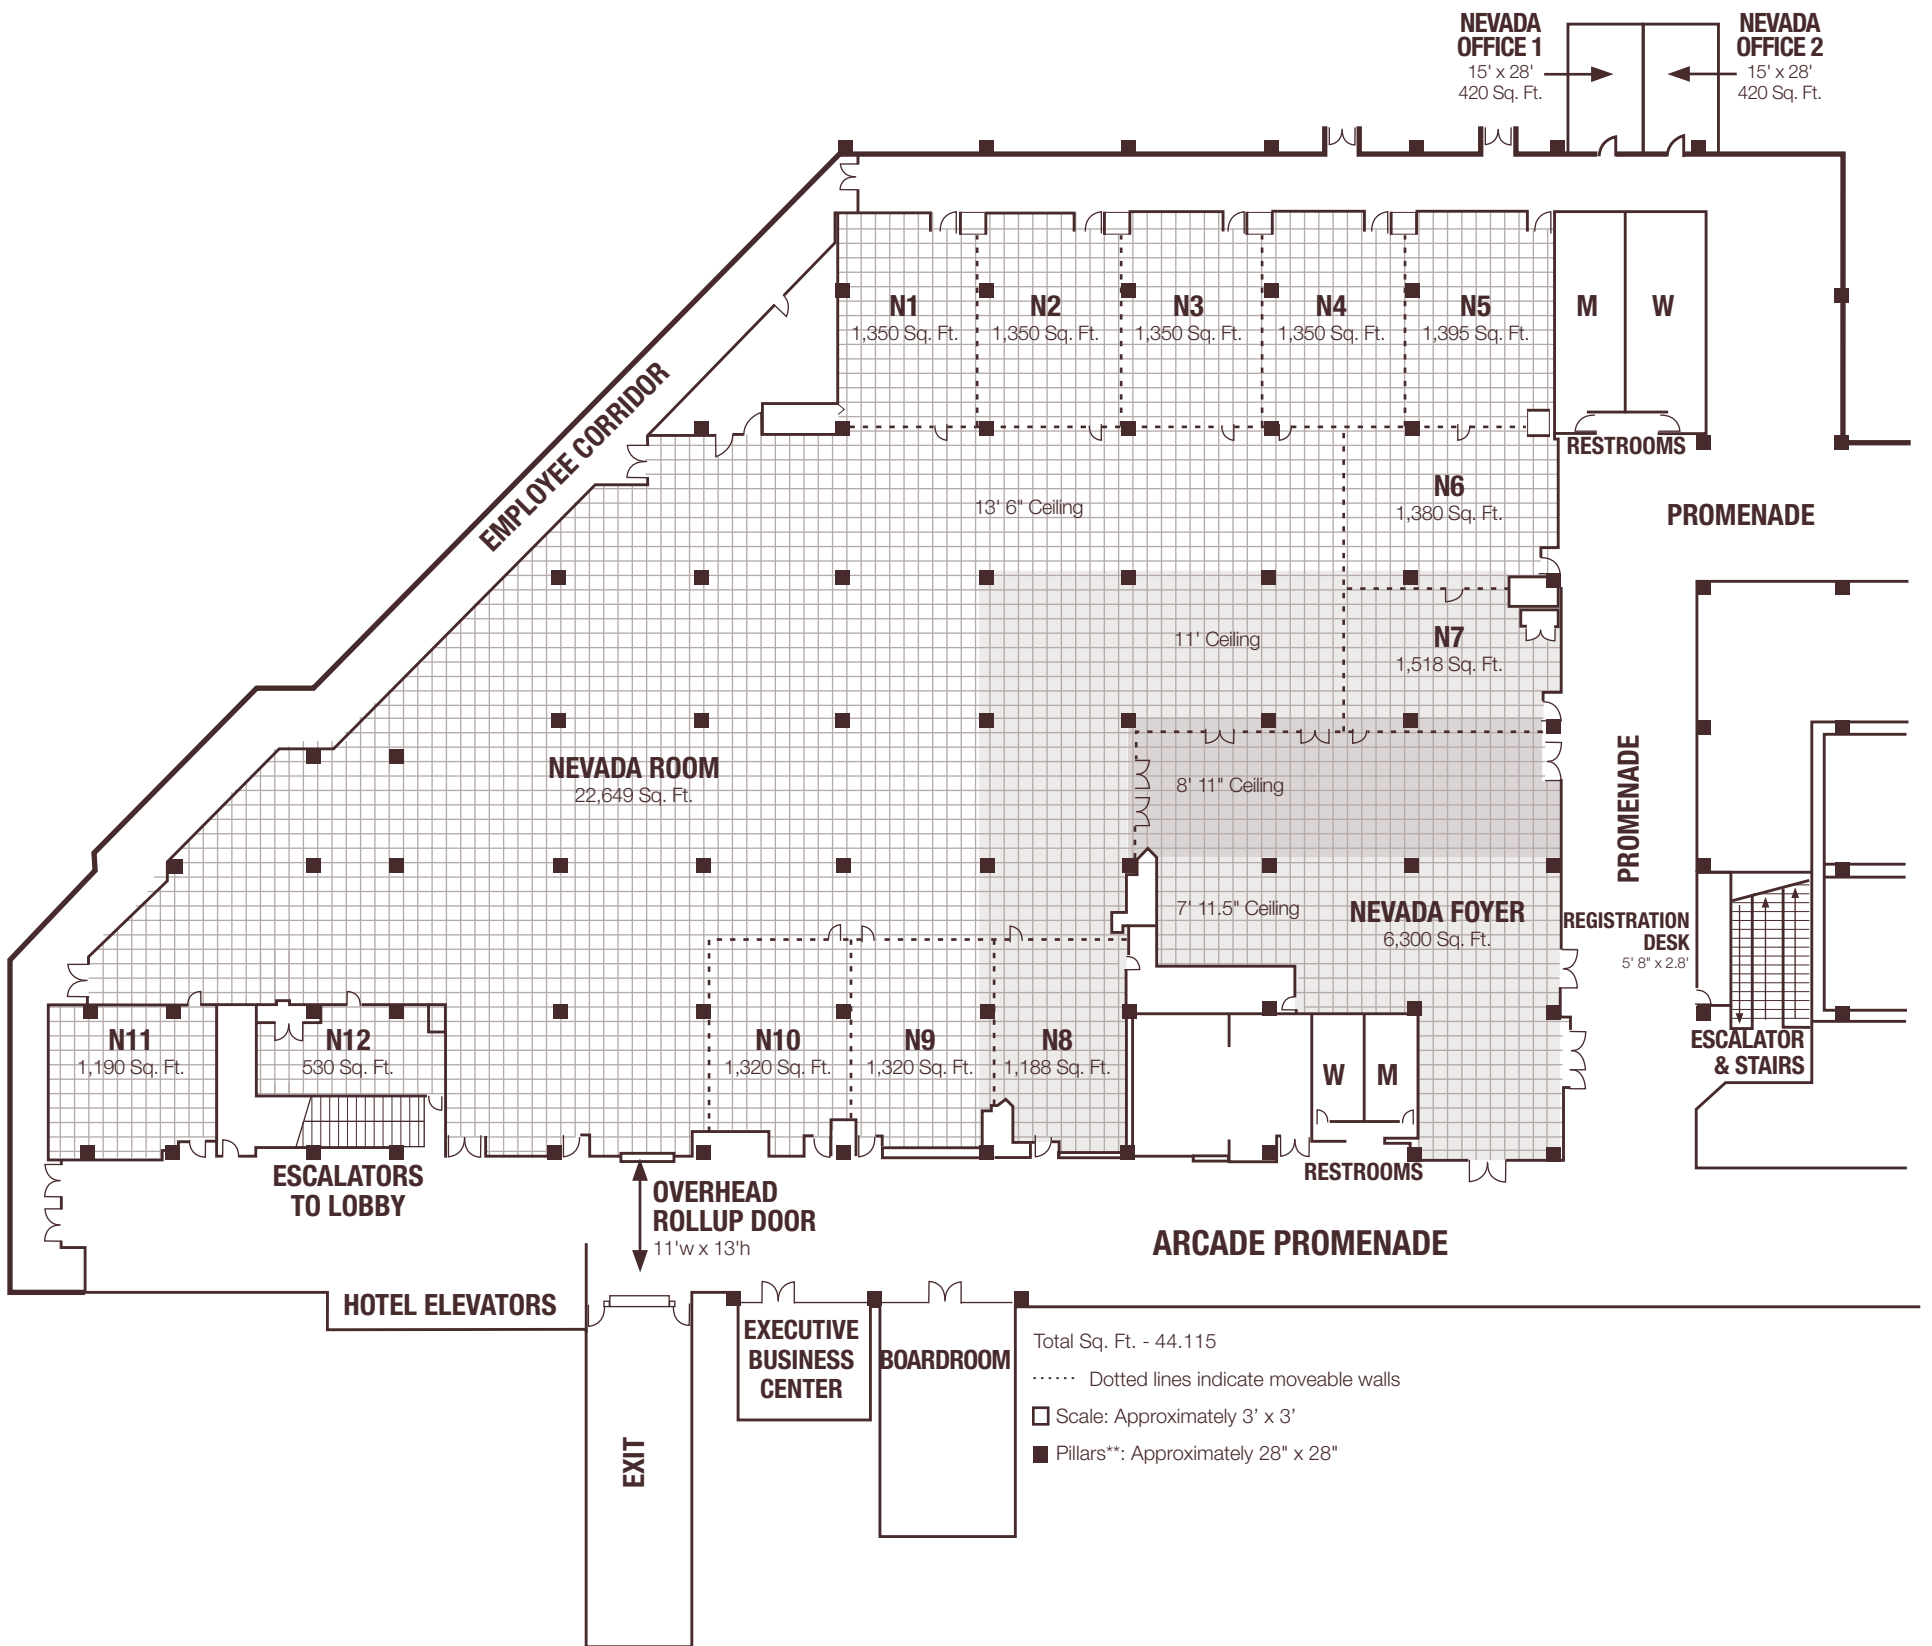 NEVADA
OFFICE 1
15' x 28'
420 Sq. Ft.
NEVADA
OFFICE 2
15' x 28'
420 Sq. Ft.
N1
1,350 Sq. Ft.
N2
1,350 Sq. Ft.
N3
1,350 Sq. Ft.
N4
1,350 Sq. Ft.
N5
1,395 Sq. Ft.
M
W
RESTROOMS
EMPLOYEE CORRIDOR
13' 6" Ceiling
N6
1,380 Sq. Ft.
PROMENADE
11' Ceiling
N7
1,518 Sq. Ft.
NEVADA ROOM
22,649 Sq. Ft.
8' 11" Ceiling
PROMENADE
7' 11.5" Ceiling
NEVADA FOYER
6,300 Sq. Ft.
REGISTRATION
DESK
5' 8" x 2.8'
N11
1,190 Sq. Ft.
N12
530 Sq. Ft.
N10
1,320 Sq. Ft.
N9
1,320 Sq. Ft.
N8
1,188 Sq. Ft.
W
M
ESCALATOR
& STAIRS
ESCALATORS
TO LOBBY
RESTROOMS
OVERHEAD
ROLLUP DOOR
11'w x 13'h
ARCADE PROMENADE
HOTEL ELEVATORS
EXECUTIVE
BUSINESS
CENTER
BOARDROOM
EXIT
Total Sq. Ft. - 44.115
Dotted lines indicate moveable walls
Scale: Approximately 3’ x 3’
Pillars**: Approximately 28" x 28"